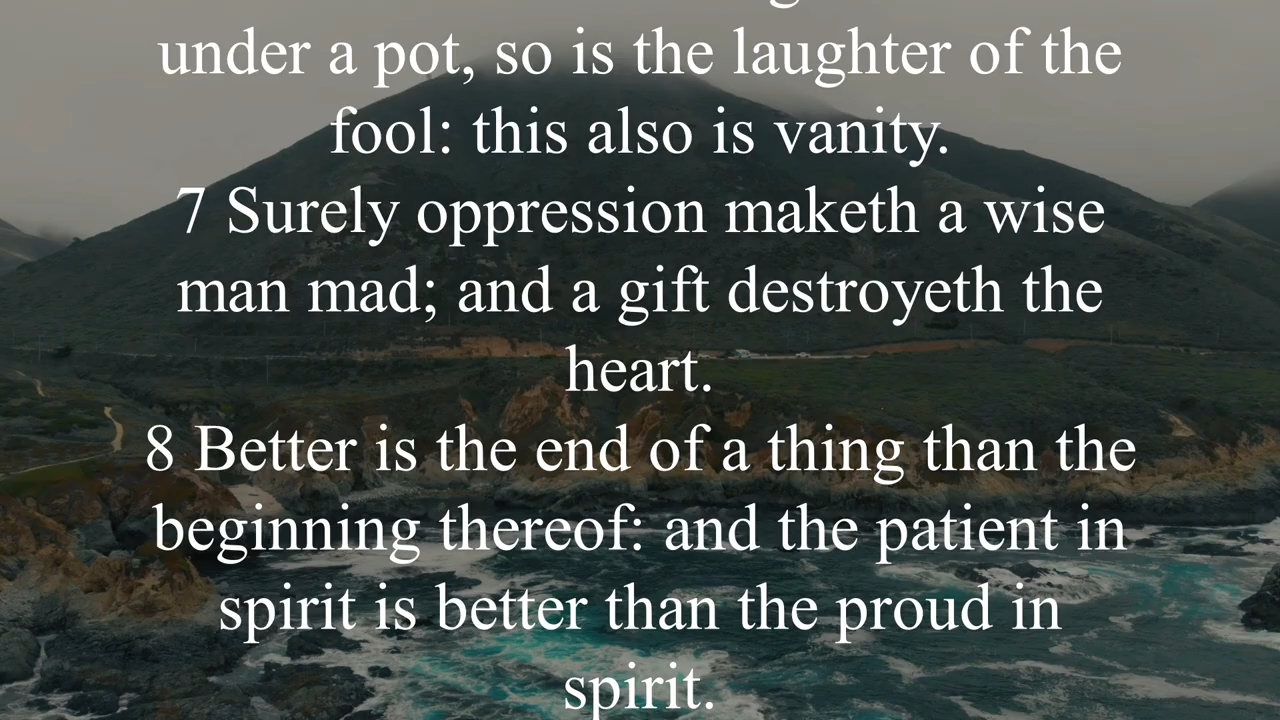 under a pot, so is the laughter of the
fool: this also is vanity.
7 Surely oppression maketh a wise
man mad; and a gift destroyeth the
heart.
8 Better is the end of a thing than the
beginning thereof: and the patient in
spirit is better than the proud in
spirit.